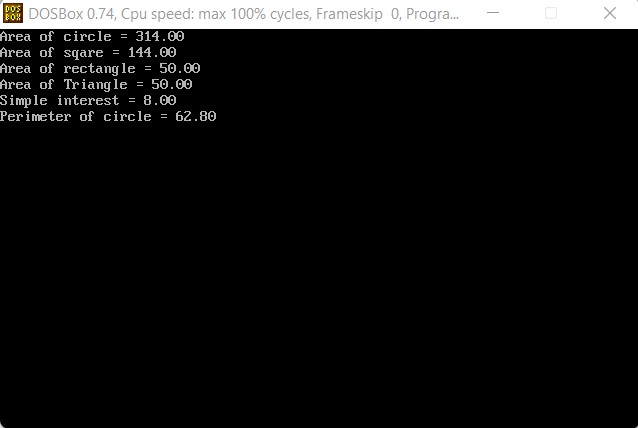 DOS
BOX
DOSBox 0.74, Cpu speed: max 100% cycles, Frameskip 0, Progra...
Area of circle = 314.00
Area of sqare = 144.00
Area of rectangle = 50.00
Area of Triangle = 50.00
Simple interest = 8.00
Perimeter of circle = 62.80